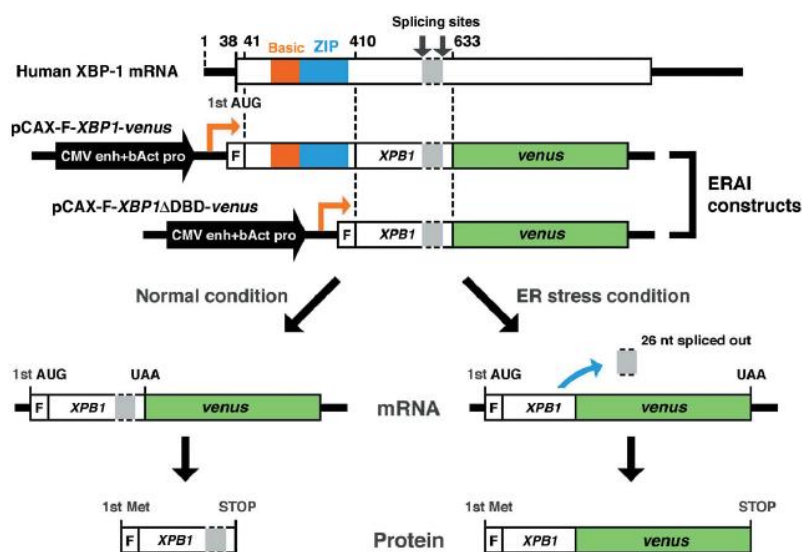 Splicing sites
1 38 41 410 633
Basic ZIP
Human XBP-1 mRNA
1st AUG
pCAX-F-XBP1-venus
CMV enh+bAct pro F XPB1 venus
pCAX-F-XBP1ΔDBD-venus
ERAI
constructs
CMV enh+bAct pro F XPB1 venus
Normal condition ER stress condition
26 nt spliced out
1st AUG UAA 1st AUG UAA
F XPB1 venus mRNA F XPB1 venus
1st Met STOP 1st Met STOP
F XPB1 Protein F XPB1 venus